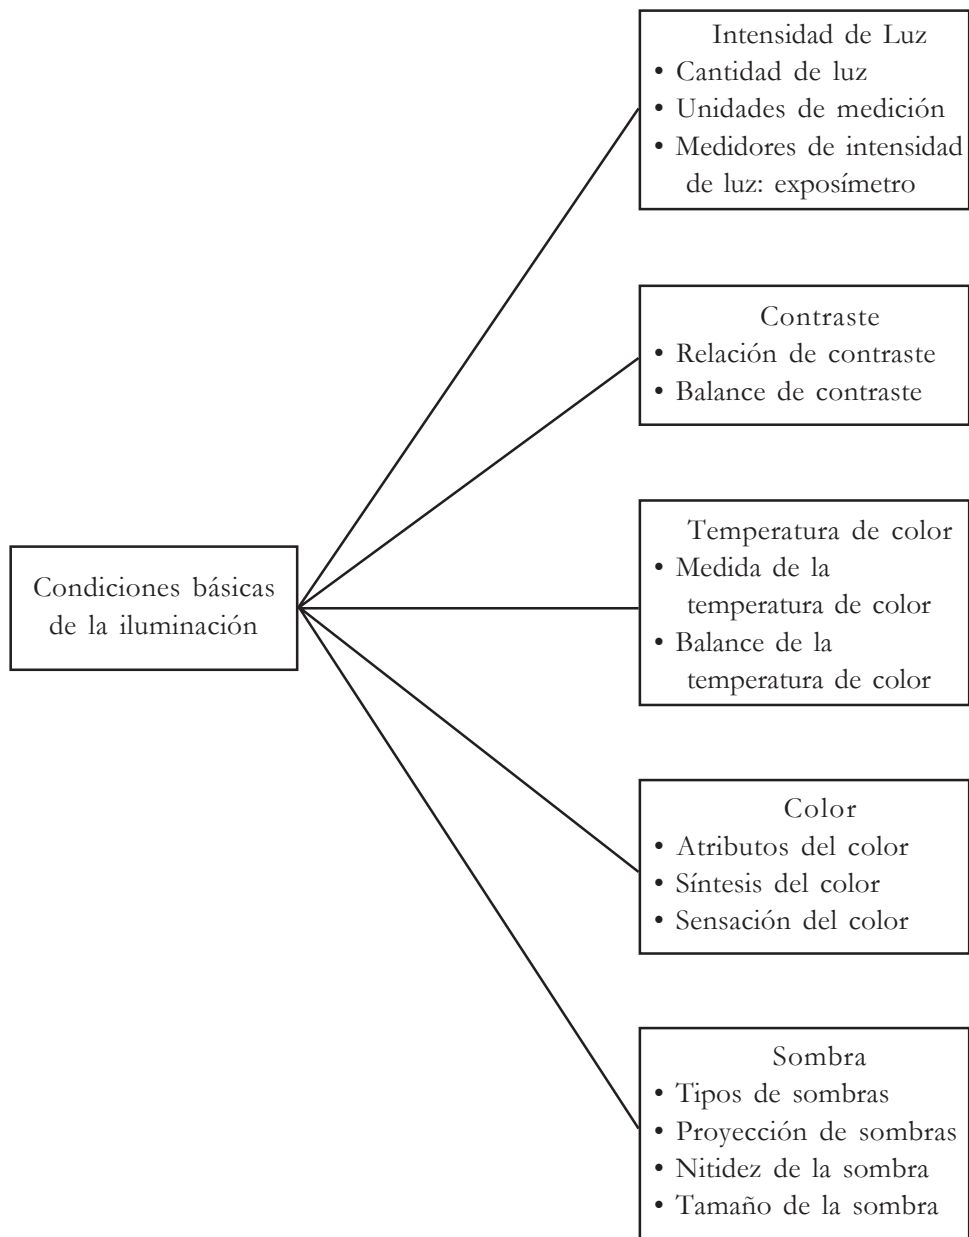 Intensidad de Luz
• Cantidad de luz
• Unidades de medición
• Medidores de intensidad
de luz: exposímetro
Contraste
• Relación de contraste
• Balance de contraste
Condiciones básicas
de la iluminación
Temperatura de color
• Medida de la
temperatura de color
• Balance de la
temperatura de color
Color
• Atributos del color
• Síntesis del color
• Sensación del color
Sombra
• Tipos de sombras
• Proyección de sombras
• Nitidez de la sombra
• Tamaño de la sombra